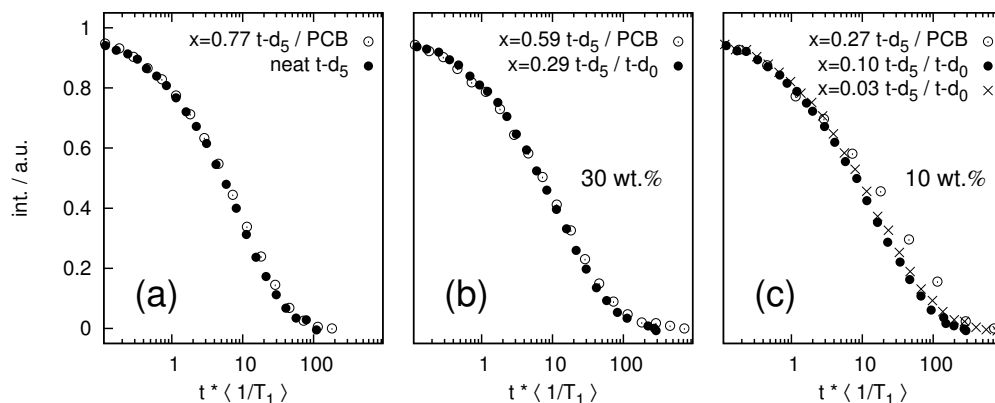 x=0.77 t-d5 / PCB
neat t-d5
int. / a.u.
1
0.8
0.6
0.4
0.2
0
(a)
1 10 100
t * ⟨ 1/T1 ⟩
x=0.59 t-d5 / PCB
x=0.29 t-d5 / t-d0
30 wt.%
(b)
1 10 100
t * ⟨ 1/T1 ⟩
x=0.27 t-d5 / PCB
x=0.10 t-d5 / t-d0
x=0.03 t-d5 / t-d0
10 wt.%
(c)
1 10 100
t * ⟨ 1/T1 ⟩